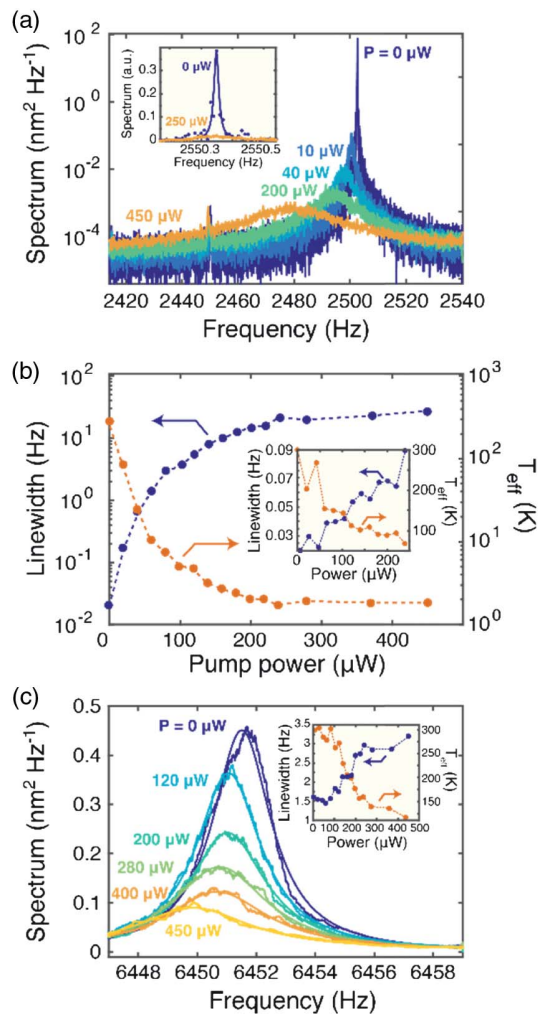 (a)
10²
10⁰
10⁻²
10⁻⁴
Spectrum (nm² Hz⁻¹)
P = 0 µW
10 µW
40 µW
200 µW
450 µW
0.3
0.2
0.1
0
Spectrum (a.u.)
0 µW
250 µW
2550.3
2550.5
Frequency (Hz)
2420
2440
2460
2480
2500
2520
2540
Frequency (Hz)
(b)
10²
10¹
10⁰
10⁻¹
10⁻²
Linewidth (Hz)
10³
10²
10¹
10⁰
T_eff (K)
0.09
0.07
0.05
0.03
Linewidth (Hz)
300
200
100
T_eff (K)
0
100
200
Power (µW)
0
100
200
300
400
Pump power (µW)
(c)
0.5
0.4
0.3
0.2
0.1
0
Spectrum (nm² Hz⁻¹)
P = 0 µW
120 µW
200 µW
280 µW
400 µW
450 µW
3.5
3
2.5
2
1.5
1
Linewidth (Hz)
300
250
200
150
T_eff (K)
0
100
200
300
400
500
Power (µW)
6448
6450
6452
6454
6456
6458
Frequency (Hz)